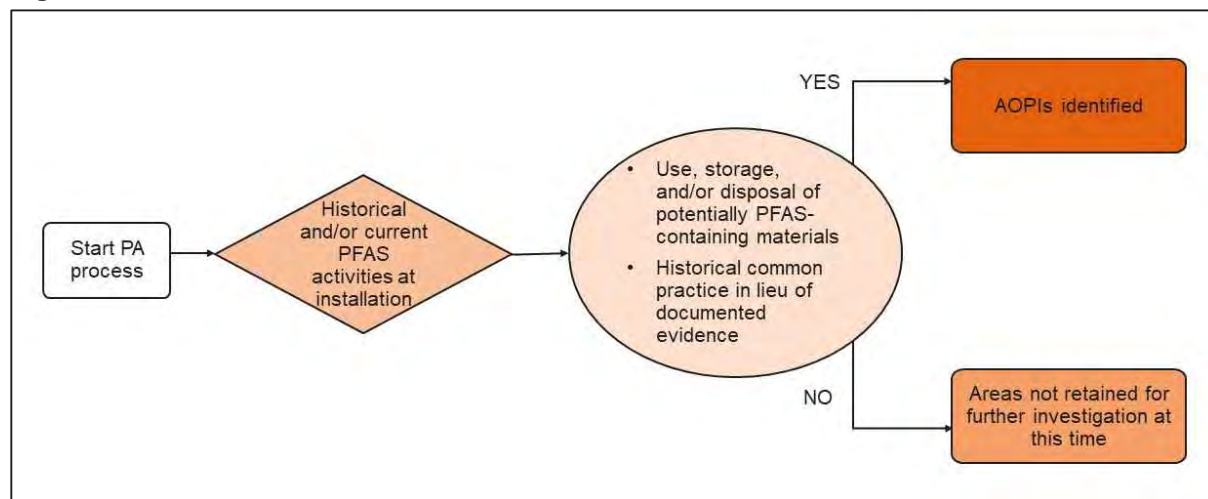 Start PA
process
Historical
and/or current
PFAS
activities at
installation
• Use, storage,
and/or disposal of
potentially PFAS-
containing materials
• Historical common
practice in lieu of
documented
evidence
YES
AOPIs identified
NO
Areas not retained for
further investigation at
this time